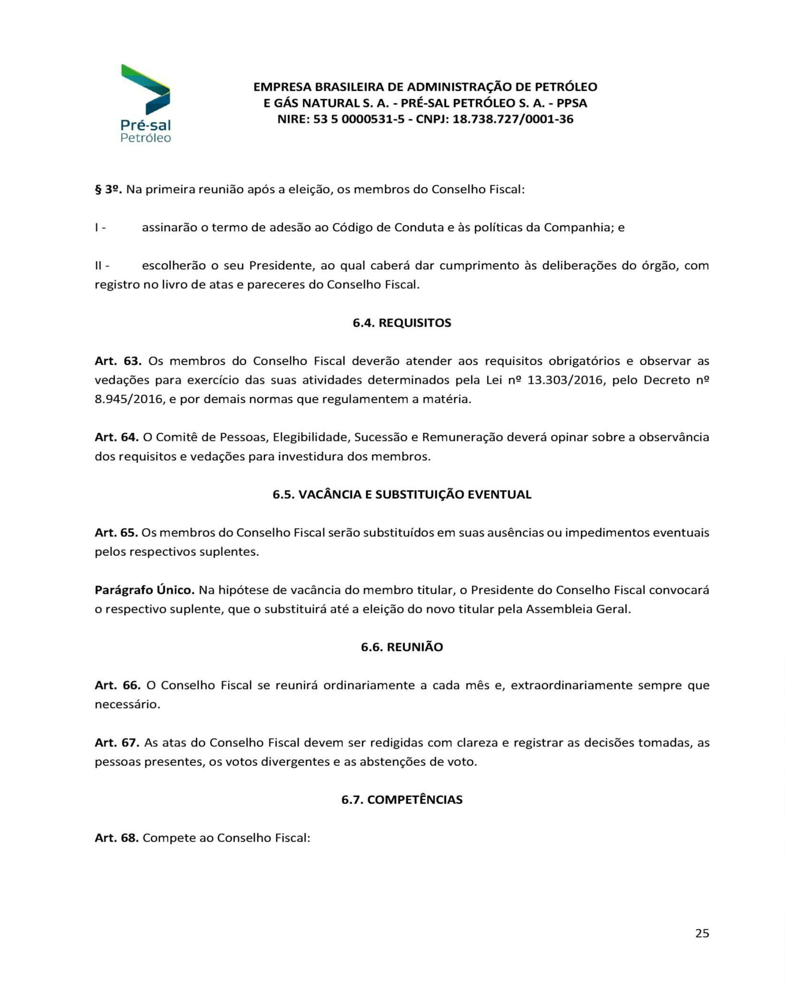 Pré-sal
Petróleo
EMPRESA BRASILEIRA DE ADMINISTRAÇÃO DE PETRÓLEO
E GÁS NATURAL S. A. - PRÉ-SAL PETRÓLEO S. A. - PPSA
NIRE: 53 5 0000531-5 - CNPJ: 18.738.727/0001-36
§ 3º. Na primeira reunião após a eleição, os membros do Conselho Fiscal:
I - assinarão o termo de adesão ao Código de Conduta e às políticas da Companhia; e
II - escolherão o seu Presidente, ao qual caberá dar cumprimento às deliberações do órgão, com
registro no livro de atas e pareceres do Conselho Fiscal.
6.4. REQUISITOS
Art. 63. Os membros do Conselho Fiscal deverão atender aos requisitos obrigatórios e observar as
vedações para exercício das suas atividades determinados pela Lei nº 13.303/2016, pelo Decreto nº
8.945/2016, e por demais normas que regulamentem a matéria.
Art. 64. O Comitê de Pessoas, Elegibilidade, Sucessão e Remuneração deverá opinar sobre a observância
dos requisitos e vedações para investidura dos membros.
6.5. VACÂNCIA E SUBSTITUIÇÃO EVENTUAL
Art. 65. Os membros do Conselho Fiscal serão substituídos em suas ausências ou impedimentos eventuais
pelos respectivos suplentes.
Parágrafo Único. Na hipótese de vacância do membro titular, o Presidente do Conselho Fiscal convocará
o respectivo suplente, que o substituirá até a eleição do novo titular pela Assembleia Geral.
6.6. REUNIÃO
Art. 66. O Conselho Fiscal se reunirá ordinariamente a cada mês e, extraordinariamente sempre que
necessário.
Art. 67. As atas do Conselho Fiscal devem ser redigidas com clareza e registrar as decisões tomadas, as
pessoas presentes, os votos divergentes e as abstenções de voto.
6.7. COMPETÊNCIAS
Art. 68. Compete ao Conselho Fiscal:
25